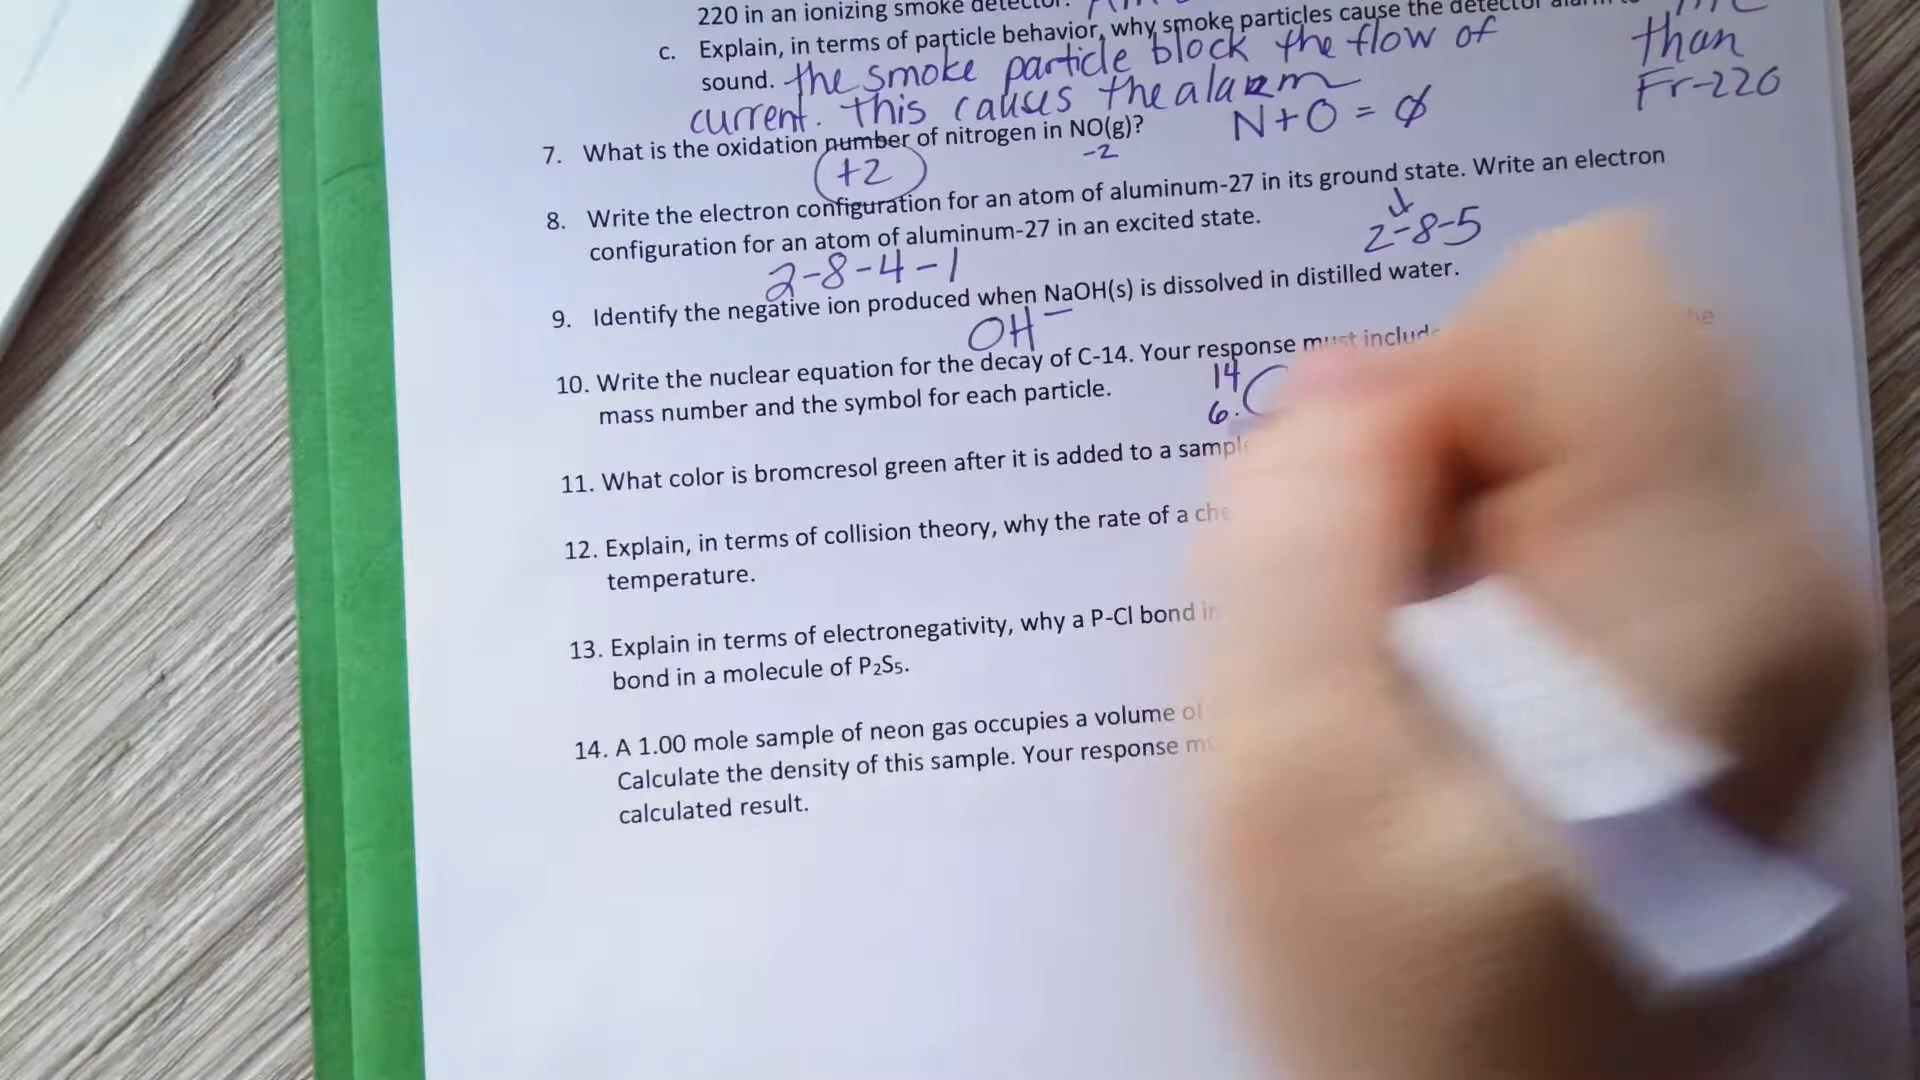 220 in an ionizing smoke detector.
c. Explain, in terms of particle behavior, why smoke particles cause the detector alarm to
sound. the smoke particle block the flow of
current. This causes the alarm
than
Fr-220
N+O = ∅
7. What is the oxidation number of nitrogen in NO(g)?
+2
-2
8. Write the electron configuration for an atom of aluminum-27 in its ground state. Write an electron
configuration for an atom of aluminum-27 in an excited state.
2-8-5
2-8-4-1
9. Identify the negative ion produced when NaOH(s) is dissolved in distilled water.
OH⁻
10. Write the nuclear equation for the decay of C-14. Your response must include
mass number and the symbol for each particle.
14
6 C
11. What color is bromcresol green after it is added to a sample
12. Explain, in terms of collision theory, why the rate of a
temperature.
13. Explain in terms of electronegativity, why a P-Cl bond in
bond in a molecule of P₂S₅.
14. A 1.00 mole sample of neon gas occupies a volume of
Calculate the density of this sample. Your response
calculated result.